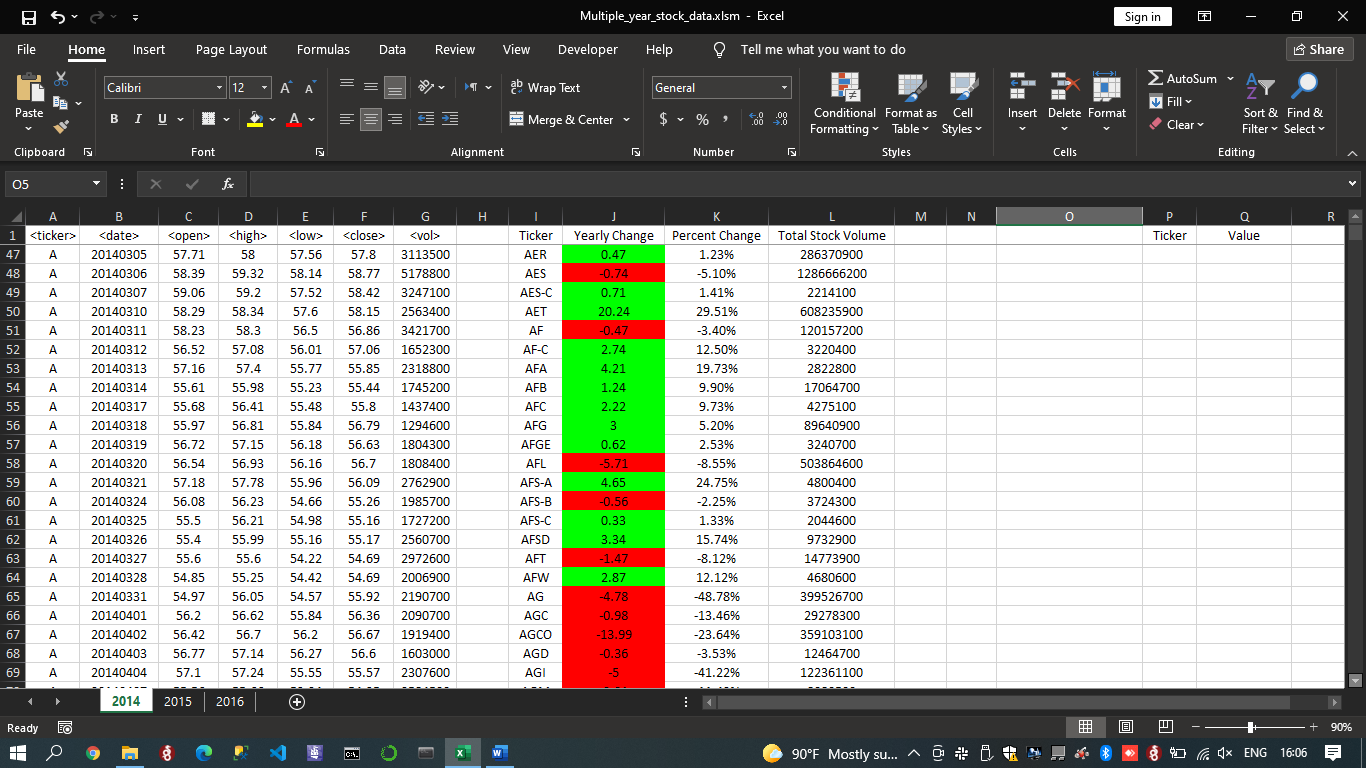 Multiple_year_stock_data.xlsm - Excel
Sign in
File Home Insert Page Layout Formulas Data Review View Developer Help Tell me what you want to do Share
Paste
Calibri 12
B I U A
Wrap Text
Merge & Center
General
$ % ,
Conditional Formatting
Format as Table
Cell Styles
Insert Delete Format
AutoSum
Fill
Clear
Sort & Filter
Find & Select
Clipboard Font Alignment Number Styles Cells Editing
O5 fx
A B C D E F G H I J K L M N O P Q R
1 <ticker> <date> <open> <high> <low> <close> <vol> Ticker Yearly Change Percent Change Total Stock Volume Ticker Value
47 A 20140305 57.71 58 57.56 57.8 3113500 AER 0.47 1.23% 286370900
48 A 20140306 58.39 59.32 58.14 58.77 5178800 AES -0.74 -5.10% 1286666200
49 A 20140307 59.06 59.2 57.52 58.42 3247100 AES-C 0.71 1.41% 2214100
50 A 20140310 58.29 58.34 57.6 58.15 2563400 AET 20.24 29.51% 608235900
51 A 20140311 58.23 58.3 56.5 56.86 3421700 AF -0.47 -3.40% 120157200
52 A 20140312 56.52 57.08 56.01 57.06 1652300 AF-C 2.74 12.50% 3220400
53 A 20140313 57.16 57.4 55.77 55.85 2318800 AFA 4.21 19.73% 2822800
54 A 20140314 55.61 55.98 55.23 55.44 1745200 AFB 1.24 9.90% 17064700
55 A 20140317 55.68 56.41 55.48 55.8 1437400 AFC 2.22 9.73% 4275100
56 A 20140318 55.97 56.81 55.84 56.79 1294600 AFG 3 5.20% 89640900
57 A 20140319 56.72 57.15 56.18 56.63 1804300 AFGE 0.62 2.53% 3240700
58 A 20140320 56.54 56.93 56.16 56.7 1808400 AFL -5.71 -8.55% 503864600
59 A 20140321 57.18 57.78 55.96 56.09 2762900 AFS-A 4.65 24.75% 4800400
60 A 20140324 56.08 56.23 54.66 55.26 1985700 AFS-B -0.56 -2.25% 3724300
61 A 20140325 55.5 56.21 54.98 55.16 1727200 AFS-C 0.33 1.33% 2044600
62 A 20140326 55.4 55.99 55.16 55.17 2560700 AFSD 3.34 15.74% 9732900
63 A 20140327 55.6 55.6 54.22 54.69 2972600 AFT -1.47 -8.12% 14773900
64 A 20140328 54.85 55.25 54.42 54.69 2006900 AFW 2.87 12.12% 4680600
65 A 20140331 54.97 56.05 54.57 55.92 2190700 AG -4.78 -48.78% 399526700
66 A 20140401 56.2 56.62 55.84 56.36 2090700 AGC -0.98 -13.46% 29278300
67 A 20140402 56.42 56.7 56.2 56.67 1919400 AGCO -13.99 -23.64% 359103100
68 A 20140403 56.77 57.14 56.27 56.6 1603000 AGD -0.36 -3.53% 12464700
69 A 20140404 57.1 57.24 55.55 55.57 2307600 AGI -5 -41.22% 122361100
2014 2015 2016
Ready 90%
90°F Mostly su... ENG 16:06